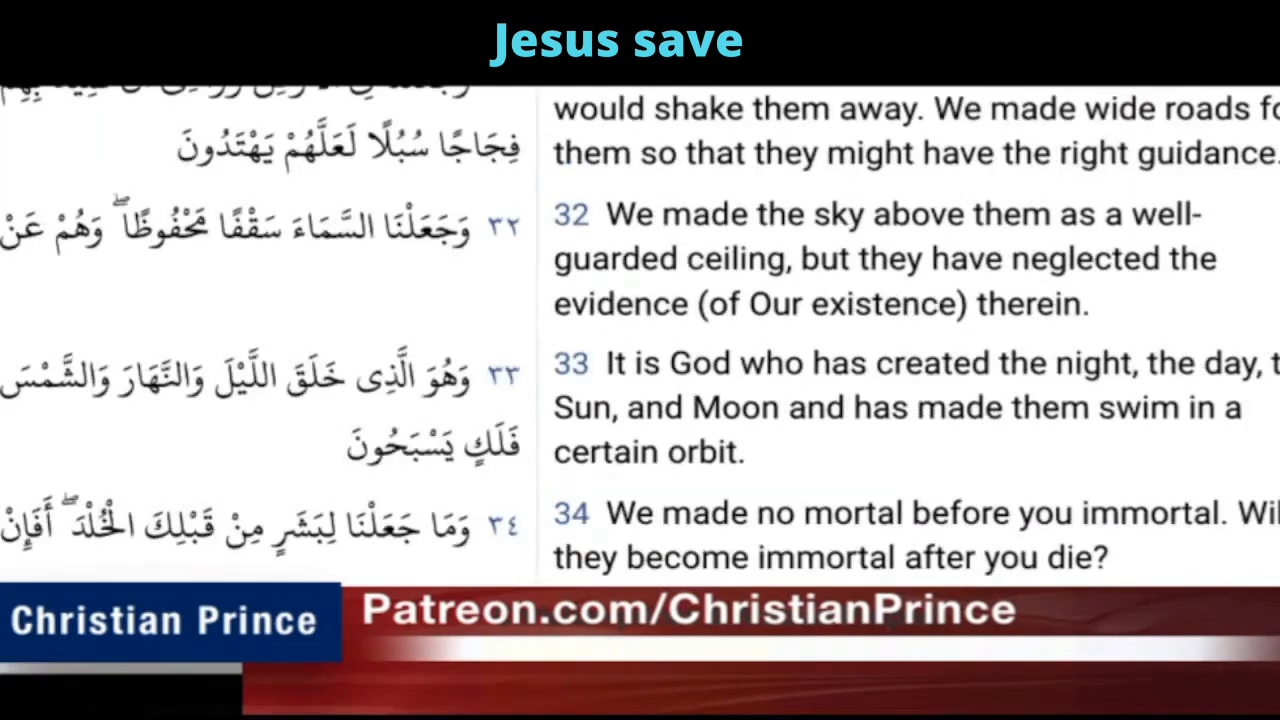 Jesus save
فِجَاجًا سُبُلًا لَعَلَّهُمْ يَهْتَدُونَ
٣٢ وَجَعَلْنَا السَّمَاءَ سَقْفًا مَحْفُوظًا ۖ وَهُمْ عَنْ
٣٣ وَهُوَ الَّذِى خَلَقَ اللَّيْلَ وَالنَّهَارَ وَالشَّمْسَ
فَلَكٍ يَسْبَحُونَ
٣٤ وَمَا جَعَلْنَا لِبَشَرٍ مِنْ قَبْلِكَ الْخُلْدَ ۖ أَفَإِنْ
would shake them away. We made wide roads fo
them so that they might have the right guidance.
32 We made the sky above them as a well-
guarded ceiling, but they have neglected the
evidence (of Our existence) therein.
33 It is God who has created the night, the day, t
Sun, and Moon and has made them swim in a
certain orbit.
34 We made no mortal before you immortal. Wil
they become immortal after you die?
Christian Prince
Patreon.com/ChristianPrince